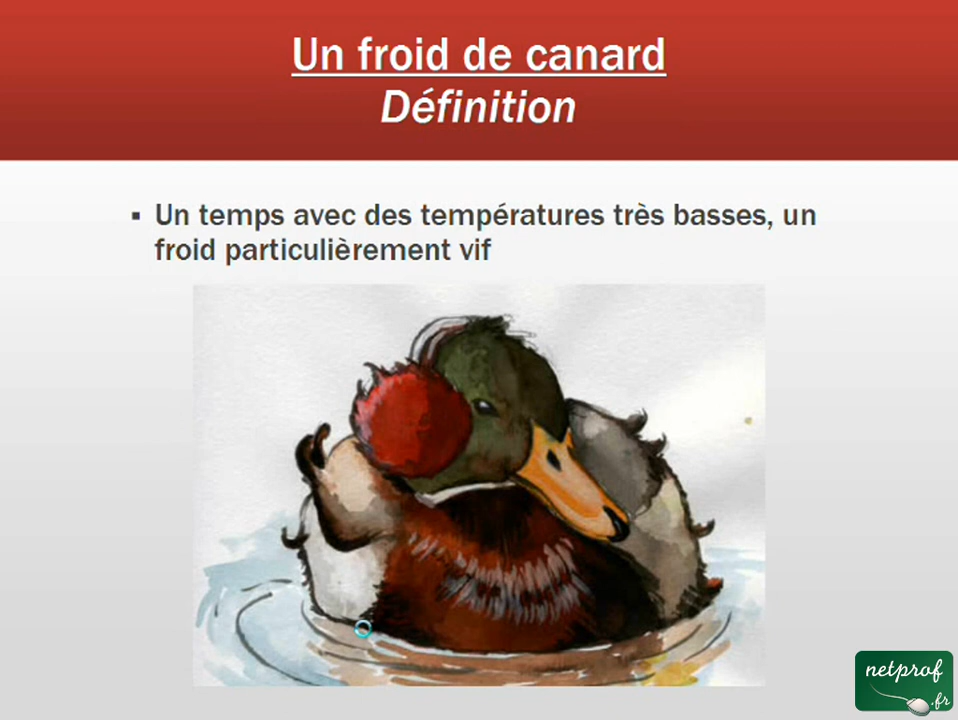 Un froid de canard
Définition
▪ Un temps avec des températures très basses, un
froid particulièrement vif
netprof
.fr